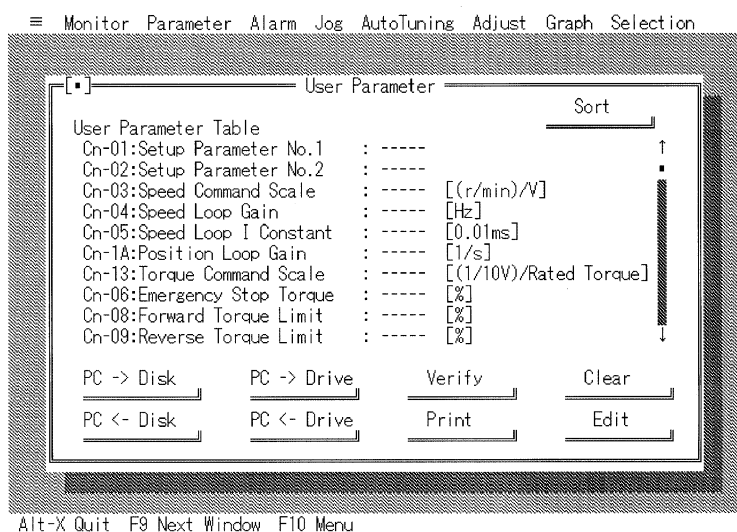 ≡ Monitor Parameter Alarm Jog AutoTuning Adjust Graph Selection
[▪] User Parameter
Sort
User Parameter Table
Cn-01:Setup Parameter No.1 : -----
Cn-02:Setup Parameter No.2 : -----
Cn-03:Speed Command Scale : ----- [(r/min)/V]
Cn-04:Speed Loop Gain : ----- [Hz]
Cn-05:Speed Loop I Constant : ----- [0.01ms]
Cn-1A:Position Loop Gain : ----- [1/s]
Cn-13:Torque Command Scale : ----- [(1/10V)/Rated Torque]
Cn-06:Emergency Stop Torque : ----- [%]
Cn-08:Forward Torque Limit : ----- [%]
Cn-09:Reverse Torque Limit : ----- [%]
PC -> Disk PC -> Drive Verify Clear
PC <- Disk PC <- Drive Print Edit
Alt-X Quit F9 Next Window F10 Menu